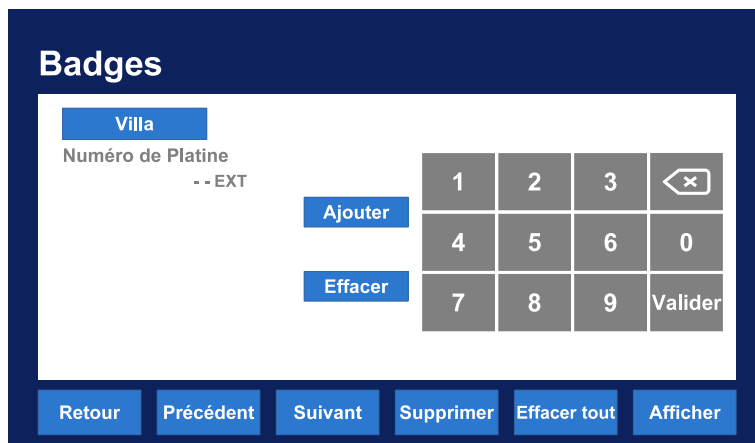 Badges
Villa
Numéro de Platine
- - EXT
Ajouter
Effacer
1 2 3
4 5 6 0
7 8 9 Valider
Retour Précédent Suivant Supprimer Effacer tout Afficher